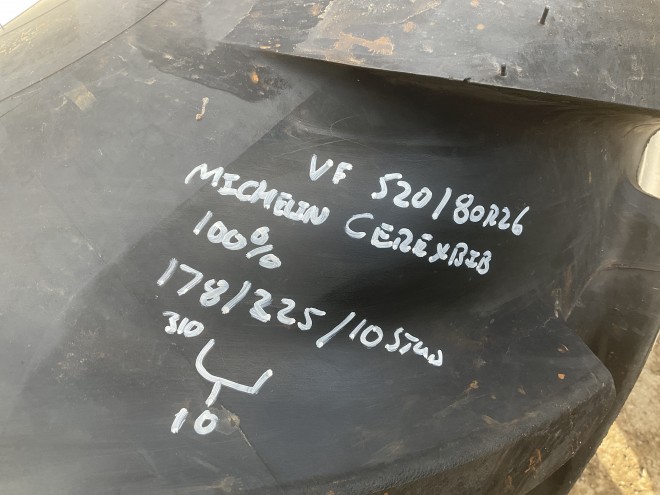 VF 520/80R26
MICHELIN CEREXBIB
100%
178/225/10 STUD
310
10